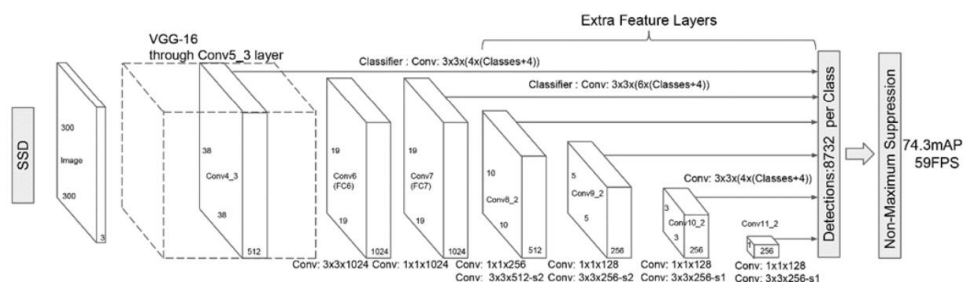 Extra Feature Layers
VGG-16
through Conv5_3 layer
Classifier : Conv: 3x3x(4x(Classes+4))
Classifier : Conv: 3x3x(6x(Classes+4))
SSD
300
Image
300
3
38
Conv4_3
38
512
19
Conv6
(FC6)
19
1024
19
Conv7
(FC7)
19
1024
10
Conv8_2
10
512
5
Conv9_2
5
256
Conv: 3x3x(4x(Classes+4))
3
Conv10_2
3
256
Conv11_2
1
256
Detections:8732 per Class
Non-Maximum Suppression
74.3mAP
59FPS
Conv: 3x3x1024
Conv: 1x1x1024
Conv: 1x1x256
Conv: 3x3x512-s2
Conv: 1x1x128
Conv: 3x3x256-s2
Conv: 1x1x128
Conv: 3x3x256-s1
Conv: 1x1x128
Conv: 3x3x256-s1